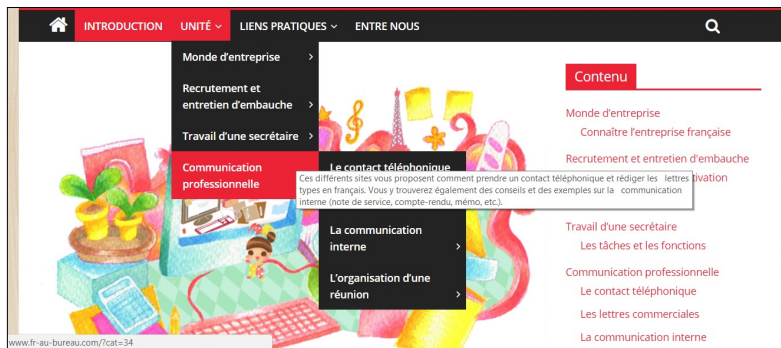 INTRODUCTION UNITÉ LIENS PRATIQUES ENTRE NOUS
Monde d'entreprise
Recrutement et
entretien d'embauche
Travail d'une secrétaire
Communication
professionnelle
Le contact téléphonique
Ces différents sites vous proposent comment prendre un contact téléphonique et rédiger les lettres
types en français. Vous y trouverez également des conseils et des exemples sur la communication
interne (note de service, compte-rendu, mémo, etc.).
La communication
interne
L'organisation d'une
réunion
Contenu
Monde d'entreprise
Connaître l'entreprise française
Recrutement et entretien d'embauche
Travail d'une secrétaire
Les tâches et les fonctions
Communication professionnelle
Le contact téléphonique
Les lettres commerciales
La communication interne
www.fr-au-bureau.com/?cat=34